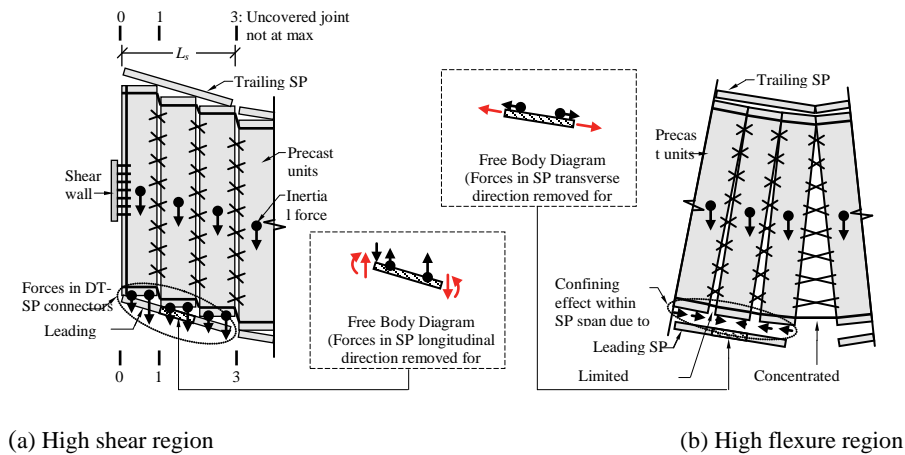 0
1
3: Uncovered joint
not at max
Ls
Trailing SP
Shear
wall
Precast
units
Inertia
l force
Forces in DT-
SP connectors
Leading
0
1
3
Free Body Diagram
(Forces in SP longitudinal
direction removed for
(a) High shear region
Free Body Diagram
(Forces in SP transverse
direction removed for
Trailing SP
Precas
t units
Confining
effect within
SP span due to
Leading SP
Limited
Concentrated
(b) High flexure region